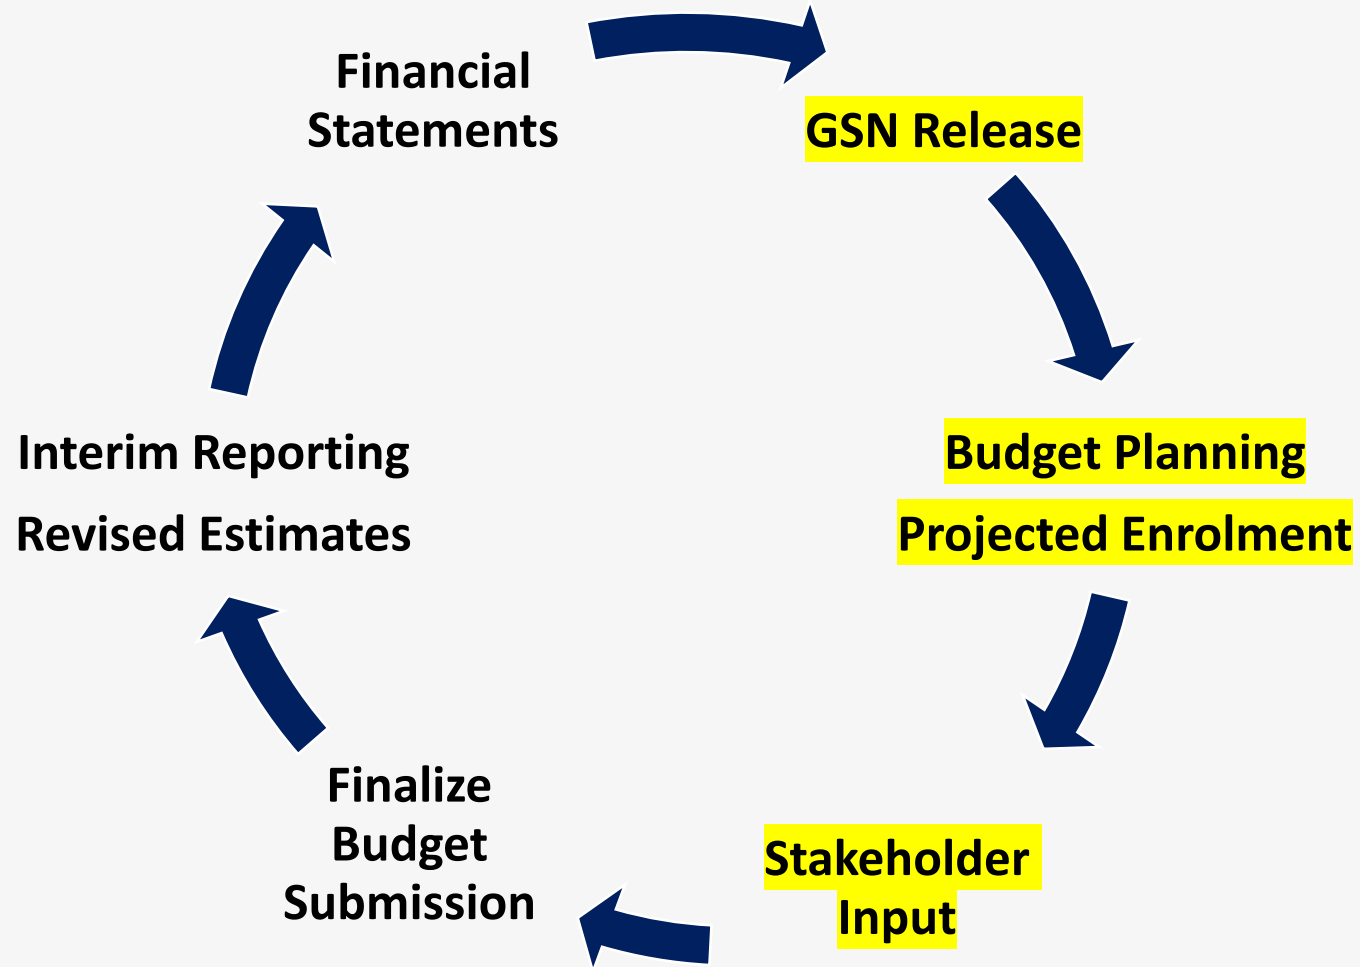 Financial
Statements
GSN Release
Budget Planning
Projected Enrolment
Stakeholder
Input
Finalize
Budget
Submission
Interim Reporting
Revised Estimates